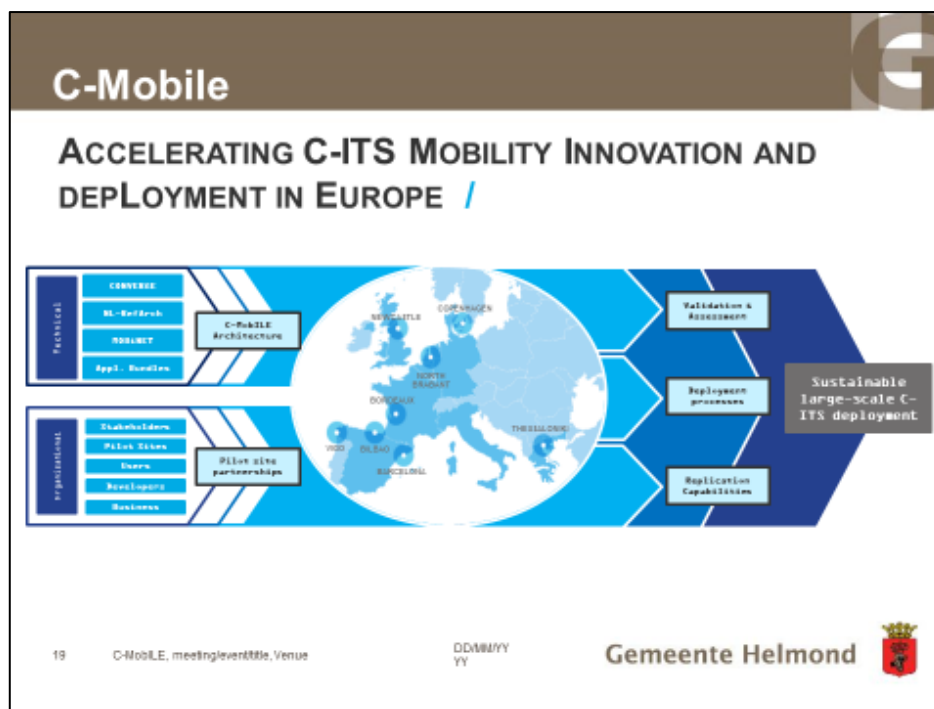 C-Mobile
ACCELERATING C-ITS MOBILITY INNOVATION AND
DEPLOYMENT IN EUROPE /
Technical
CONVERGE
NL-RefArch
MOBiNET
Appl. Bundles
C-MobILE
Architecture
Organizational
Stakeholders
Pilot Sites
Users
Developers
Business
Pilot site
partnerships
NEWCASTLE
COPENHAGEN
NORTH
BRABANT
BORDEAUX
VIGO
BILBAO
BARCELONA
THESSALONIKI
Validation &
Assessment
Deployment
processes
Replication
Capabilities
Sustainable
large-scale C-
ITS deployment
19
C-MobILE, meeting/event/title, Venue
DD/MM/YY
YY
Gemeente Helmond